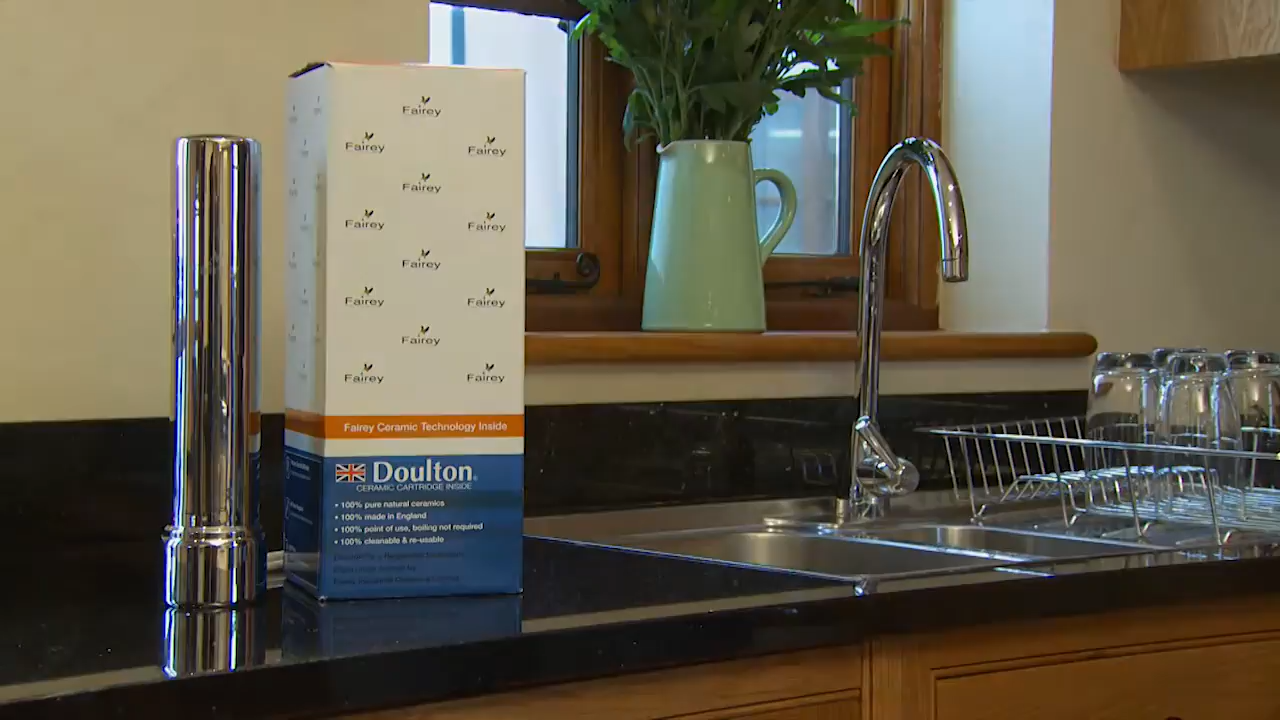 Fairey
Fairey
Fairey
Fairey
Fairey
Fairey
Fairey
Fairey
Fairey
Fairey
Fairey
Fairey
Fairey Ceramic Technology Inside
Doulton®
CERAMIC CARTRIDGE INSIDE
• 100% pure natural ceramics
• 100% made in England
• 100% point of use, boiling not required
• 100% cleanable & re-usable